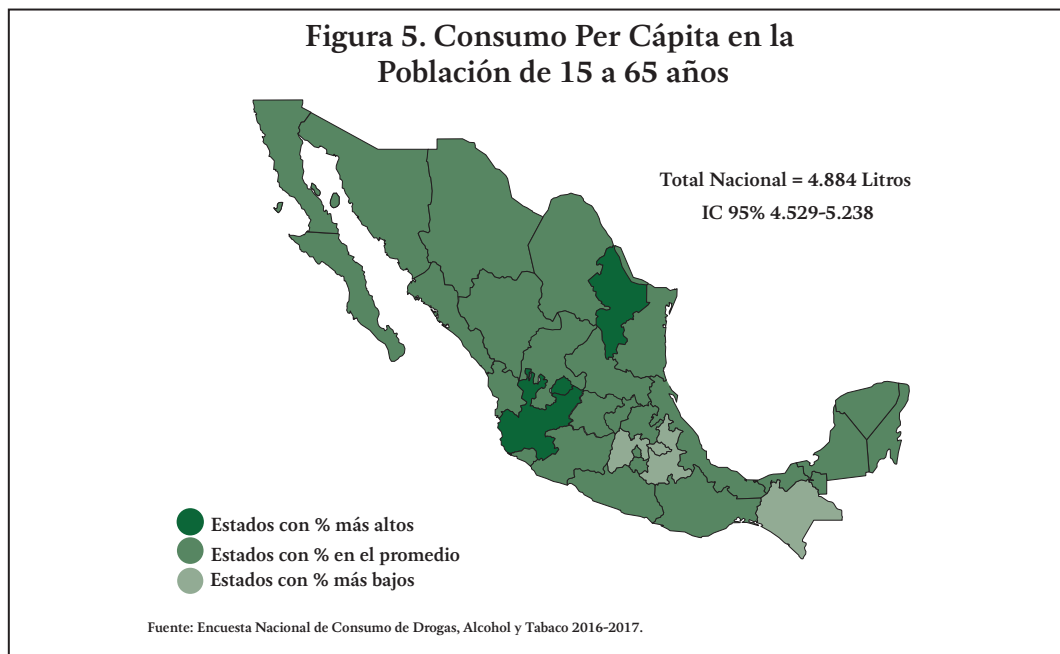 Figura 5. Consumo Per Cápita en la
Población de 15 a 65 años
Total Nacional = 4.884 Litros
IC 95% 4.529-5.238
Estados con % más altos
Estados con % en el promedio
Estados con % más bajos
Fuente: Encuesta Nacional de Consumo de Drogas, Alcohol y Tabaco 2016-2017.